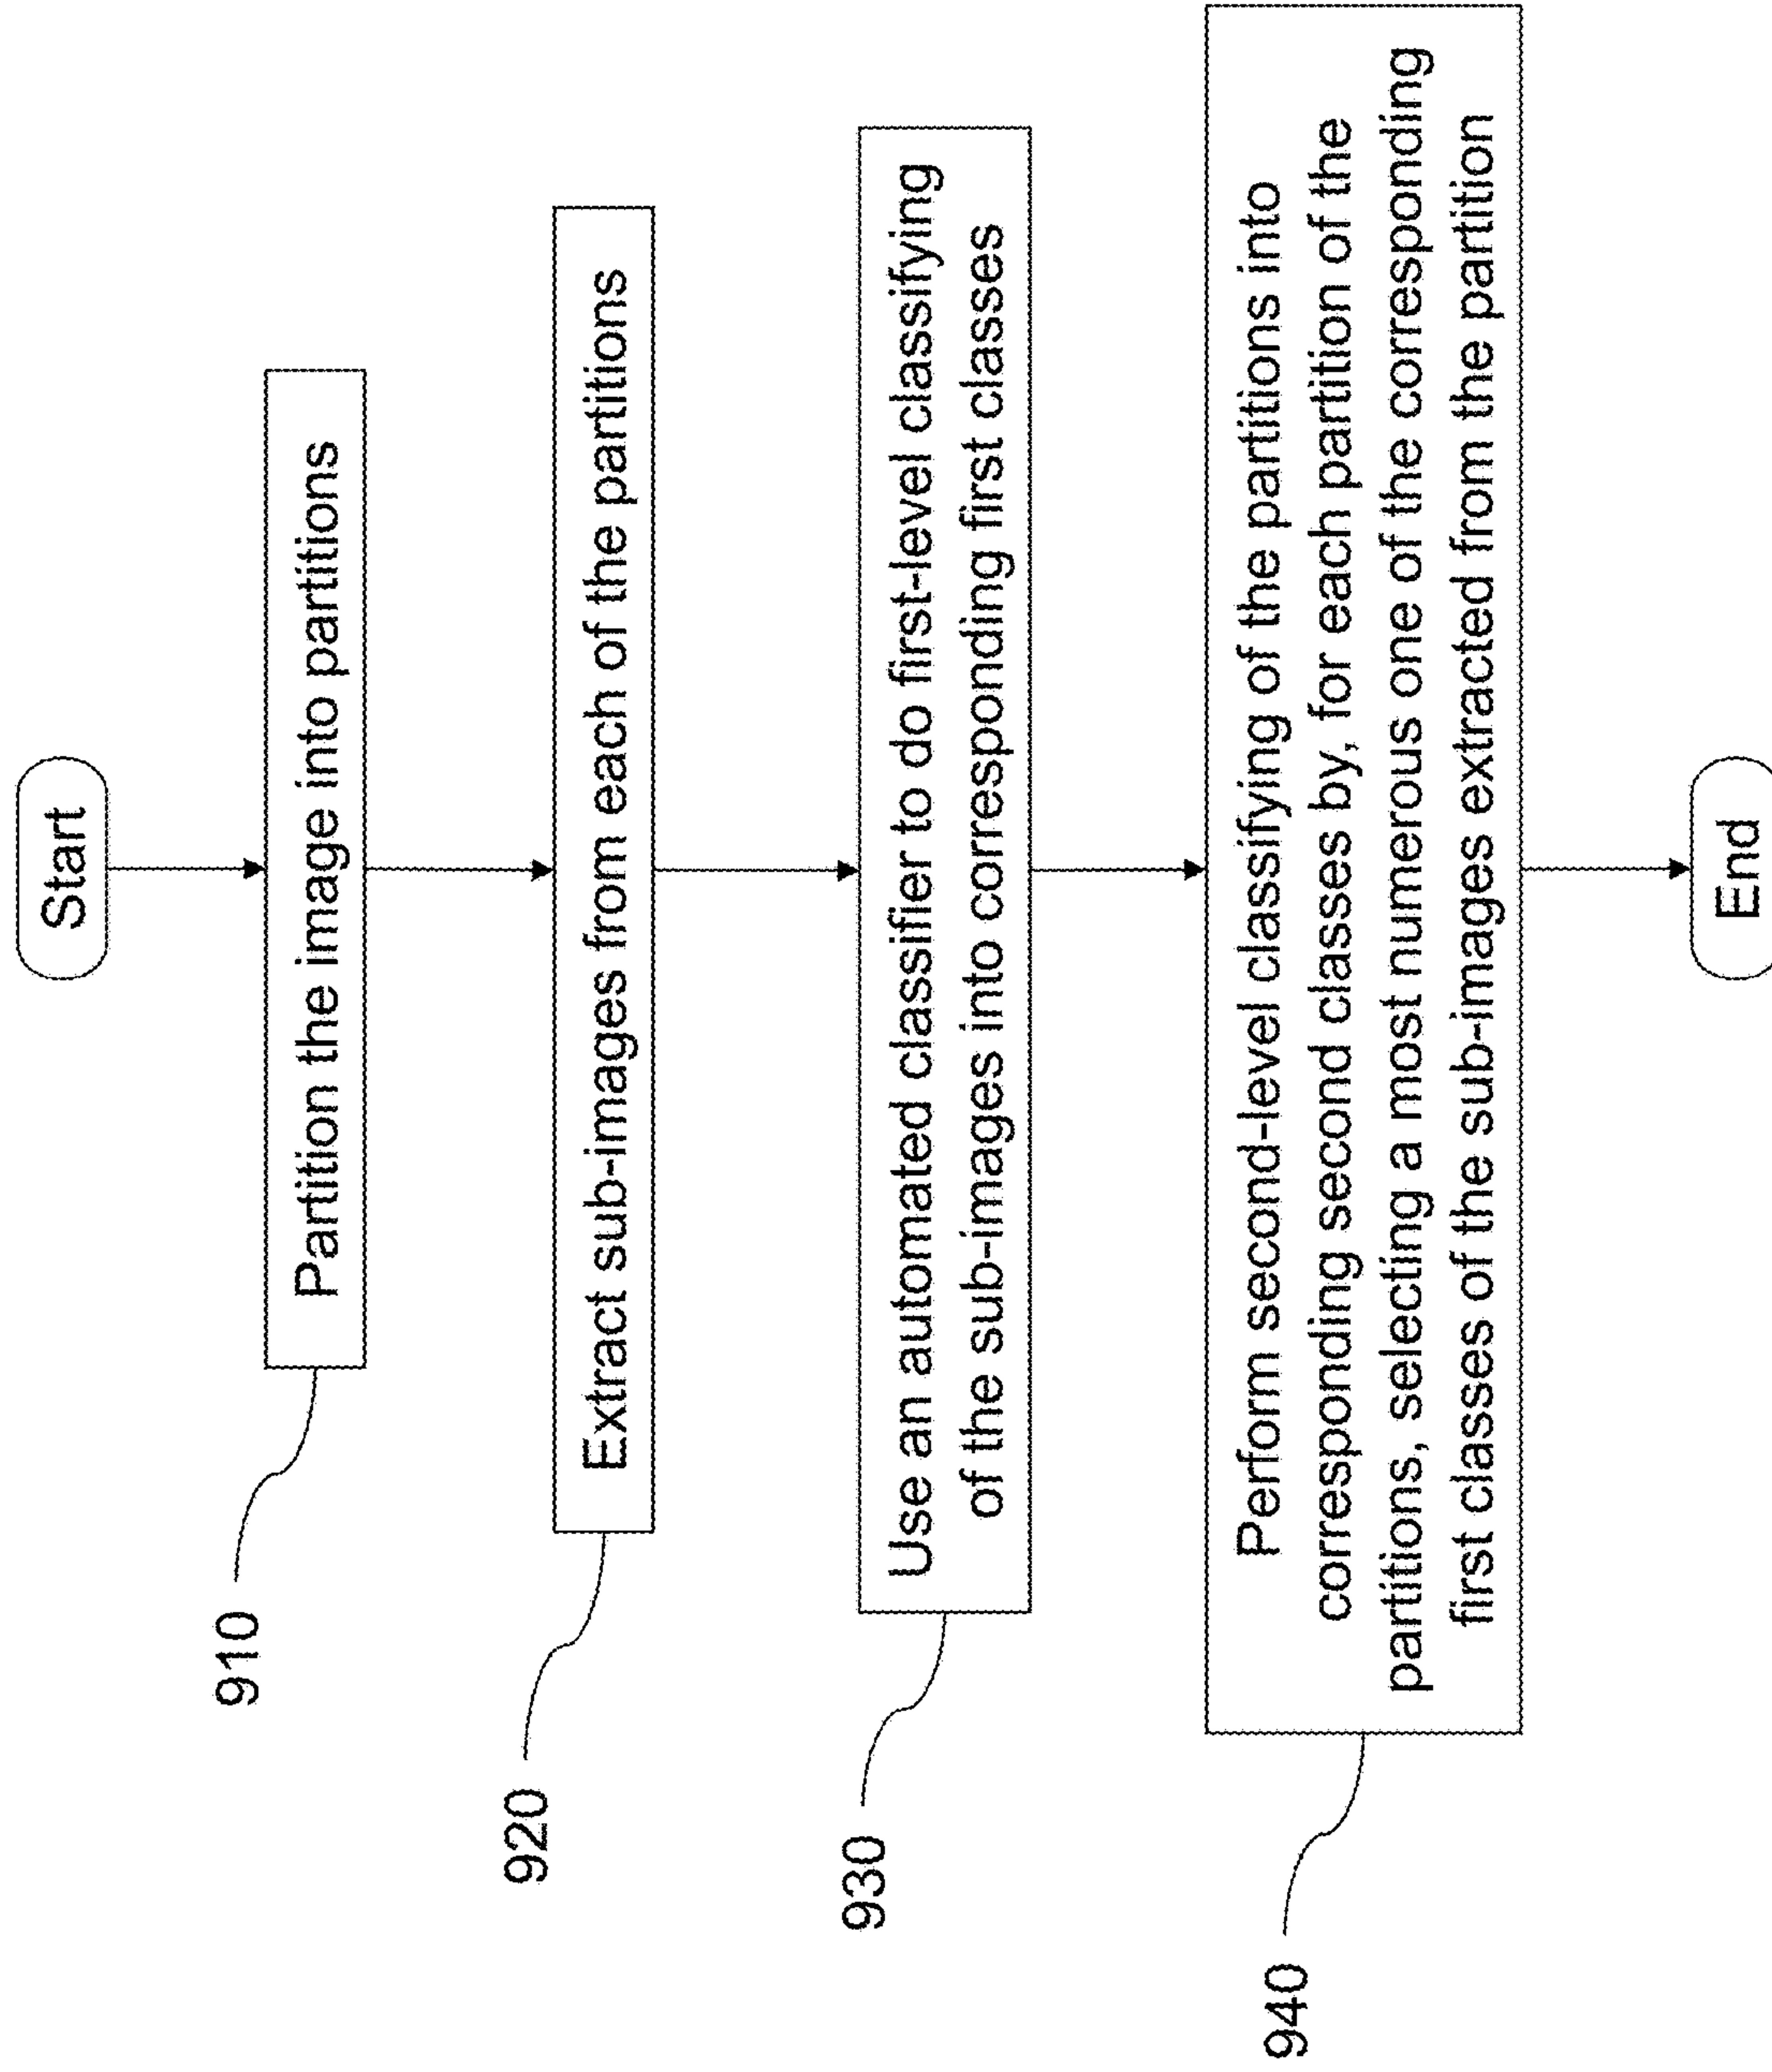 Start
910
Partition the image into partitions
920
Extract sub-images from each of the partitions
930
Use an automated classifier to do first-level classifying
of the sub-images into corresponding first classes
940
Perform second-level classifying of the partitions into
corresponding second classes by, for each partition of the
partitions, selecting a most numerous one of the corresponding
first classes of the sub-images extracted from the partition
End